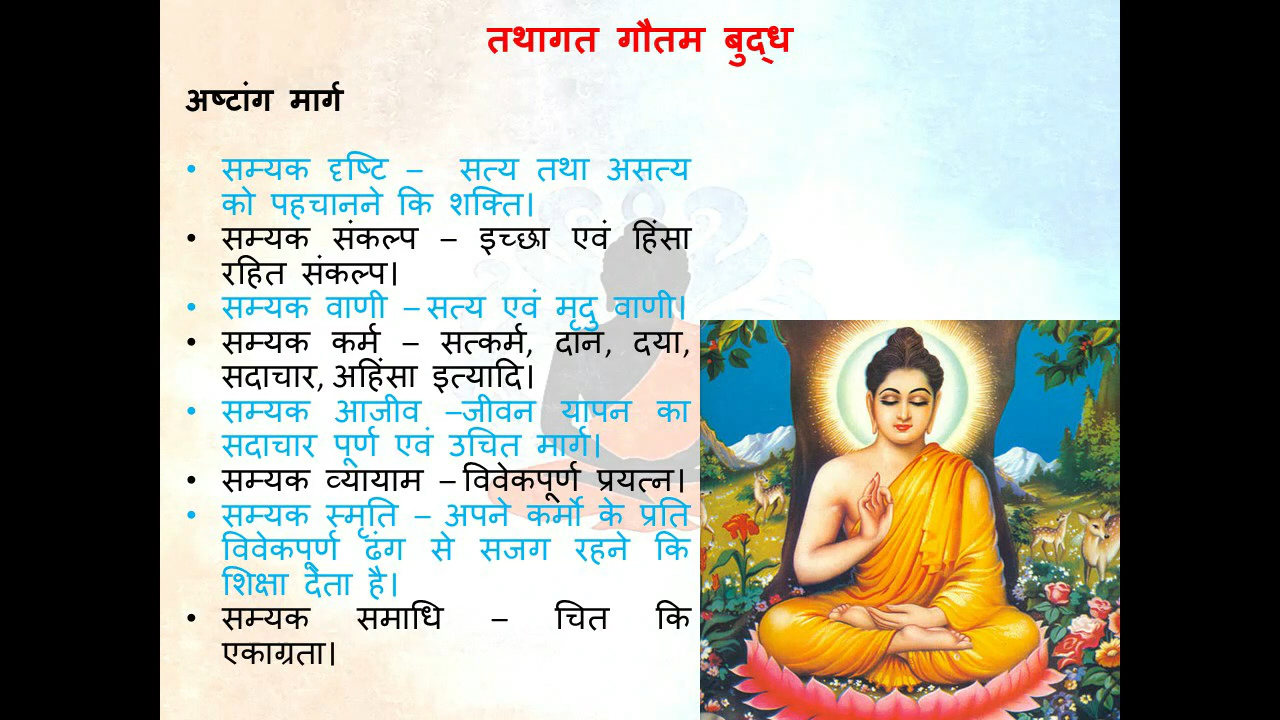 तथागत गौतम बुद्ध
अष्टांग मार्ग
• सम्यक दृष्टि – सत्य तथा असत्य
को पहचानने कि शक्ति।
• सम्यक संकल्प – इच्छा एवं हिंसा
रहित संकल्प।
• सम्यक वाणी – सत्य एवं मृदु वाणी।
• सम्यक कर्म – सत्कर्म, दान, दया,
सदाचार, अहिंसा इत्यादि।
• सम्यक आजीव –जीवन यापन का
सदाचार पूर्ण एवं उचित मार्ग।
• सम्यक व्यायाम – विवेकपूर्ण प्रयत्न।
• सम्यक स्मृति – अपने कर्मो के प्रति
विवेकपूर्ण ढंग से सजग रहने कि
शिक्षा देता है।
• सम्यक समाधि – चित कि
एकाग्रता।